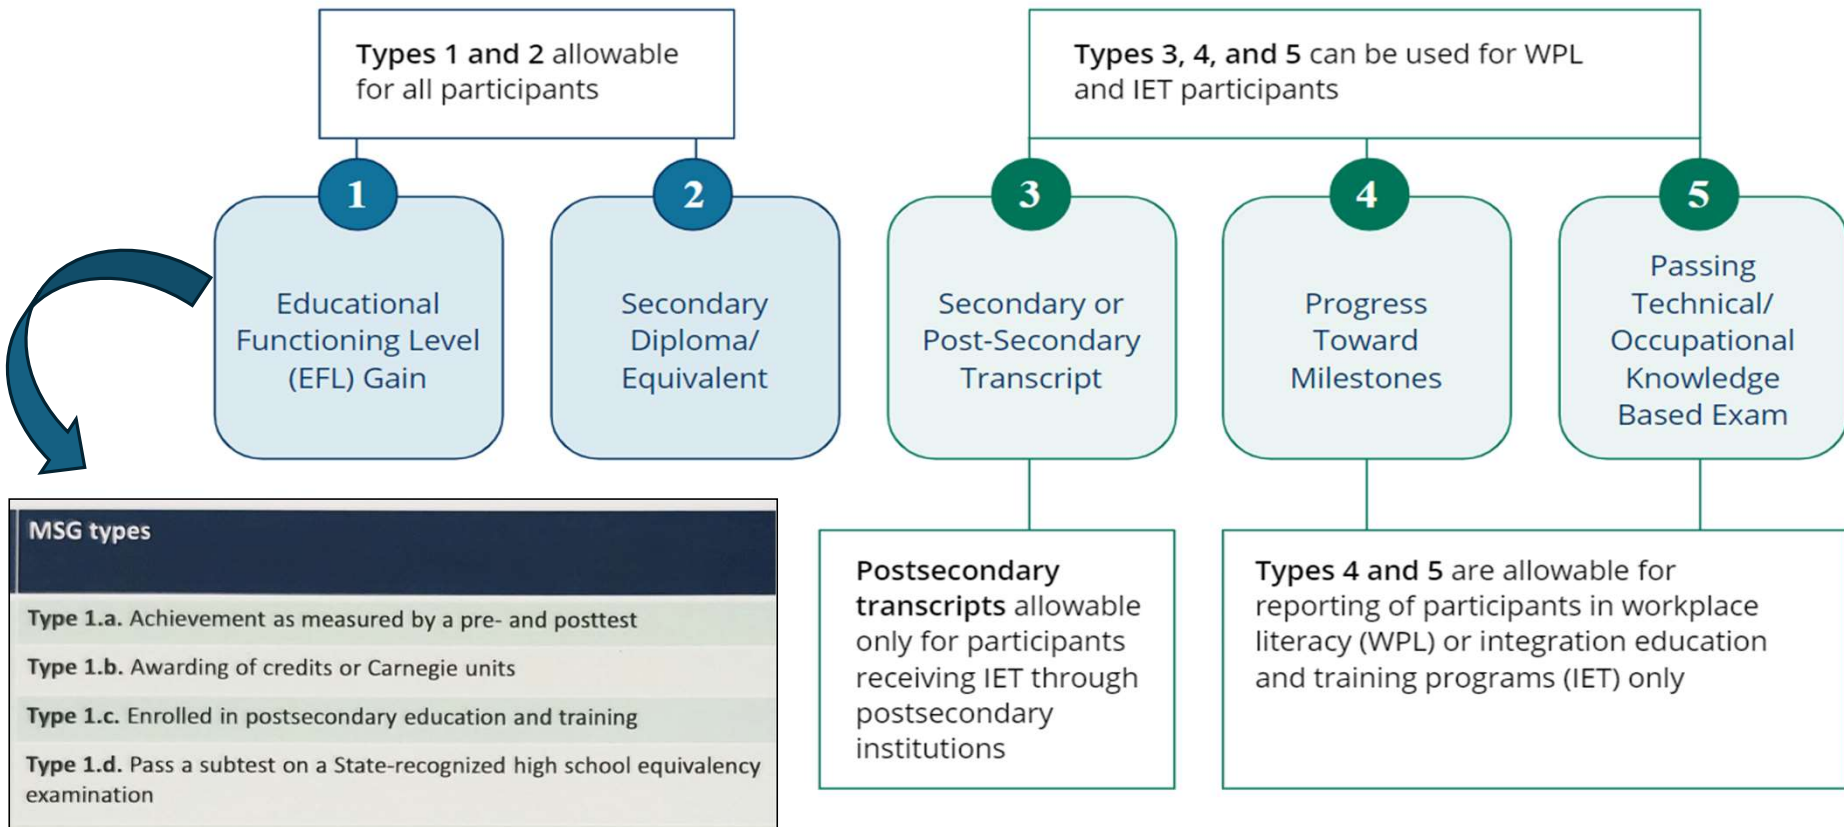 Types 1 and 2 allowable
for all participants
Types 3, 4, and 5 can be used for WPL
and IET participants
1
2
3
4
5
Educational
Functioning Level
(EFL) Gain
Secondary
Diploma/
Equivalent
Secondary or
Post-Secondary
Transcript
Progress
Toward
Milestones
Passing
Technical/
Occupational
Knowledge
Based Exam
MSG types
Type 1.a. Achievement as measured by a pre- and posttest
Type 1.b. Awarding of credits or Carnegie units
Type 1.c. Enrolled in postsecondary education and training
Type 1.d. Pass a subtest on a State-recognized high school equivalency
examination
Postsecondary
transcripts allowable
only for participants
receiving IET through
postsecondary
institutions
Types 4 and 5 are allowable for
reporting of participants in workplace
literacy (WPL) or integration education
and training programs (IET) only